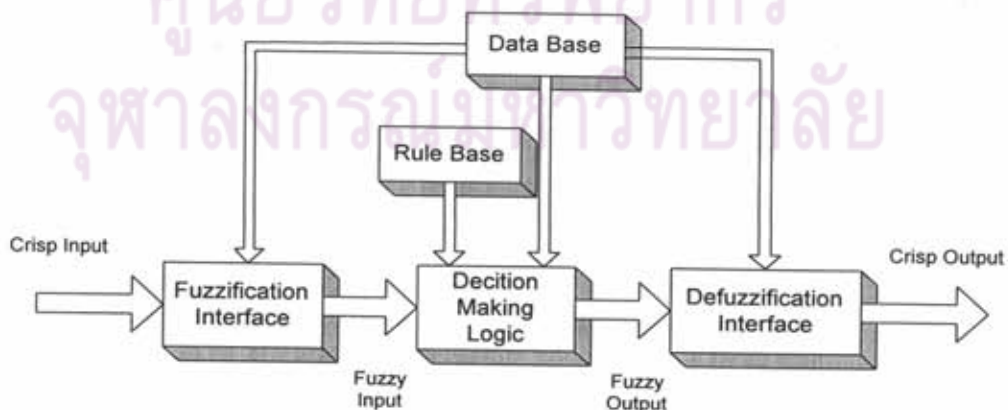 ศูนย์วิทยทรัพยากร
จุฬาลงกรณ์มหาวิทยาลัย
Data Base
Rule Base
Crisp Input
Fuzzification
Interface
Decition
Making
Logic
Defuzzification
Interface
Crisp Output
Fuzzy
Input
Fuzzy
Output